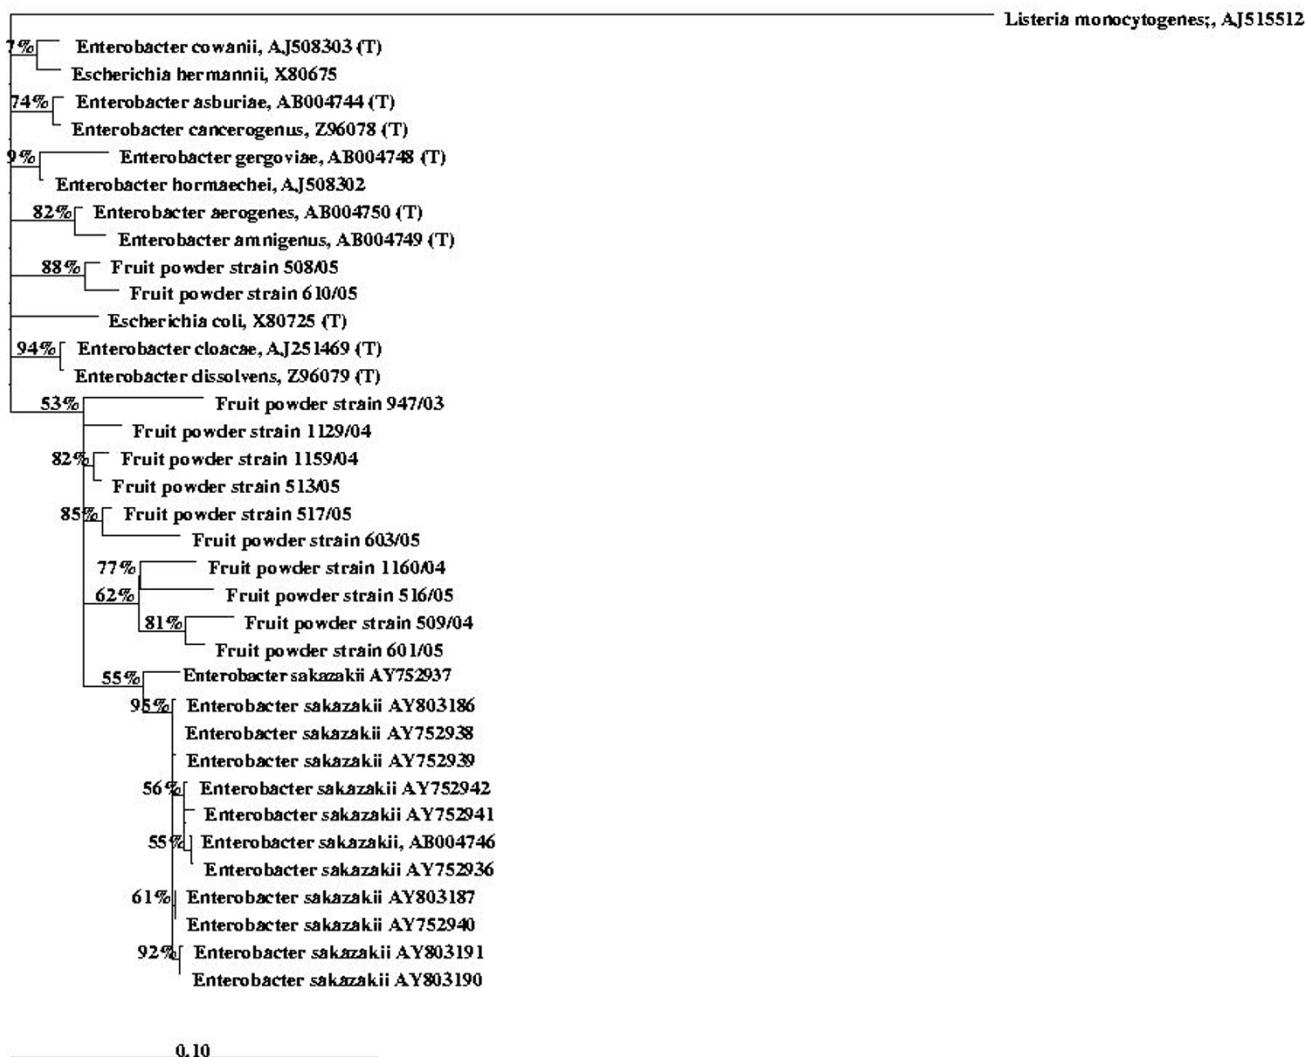 Listeria monocytogenes;, AJ515512
7% Enterobacter cowanii, AJ508303 (T)
Escherichia hermannii, X80675
74% Enterobacter asburiae, AB004744 (T)
Enterobacter cancerogenus, Z96078 (T)
9% Enterobacter gergoviae, AB004748 (T)
Enterobacter hormaechei, AJ508302
82% Enterobacter aerogenes, AB004750 (T)
Enterobacter amnigenus, AB004749 (T)
88% Fruit powder strain 508/05
Fruit powder strain 610/05
Escherichia coli, X80725 (T)
94% Enterobacter cloacae, AJ251469 (T)
Enterobacter dissolvens, Z96079 (T)
53% Fruit powder strain 947/03
Fruit powder strain 1129/04
82% Fruit powder strain 1159/04
Fruit powder strain 513/05
85% Fruit powder strain 517/05
Fruit powder strain 603/05
77% Fruit powder strain 1160/04
62% Fruit powder strain 516/05
81% Fruit powder strain 509/04
Fruit powder strain 601/05
55% Enterobacter sakazakii AY752937
95% Enterobacter sakazakii AY803186
Enterobacter sakazakii AY752938
Enterobacter sakazakii AY752939
56% Enterobacter sakazakii AY752942
Enterobacter sakazakii AY752941
55% Enterobacter sakazakii, AB004746
Enterobacter sakazakii AY752936
61% Enterobacter sakazakii AY803187
Enterobacter sakazakii AY752940
92% Enterobacter sakazakii AY803191
Enterobacter sakazakii AY803190
0.10